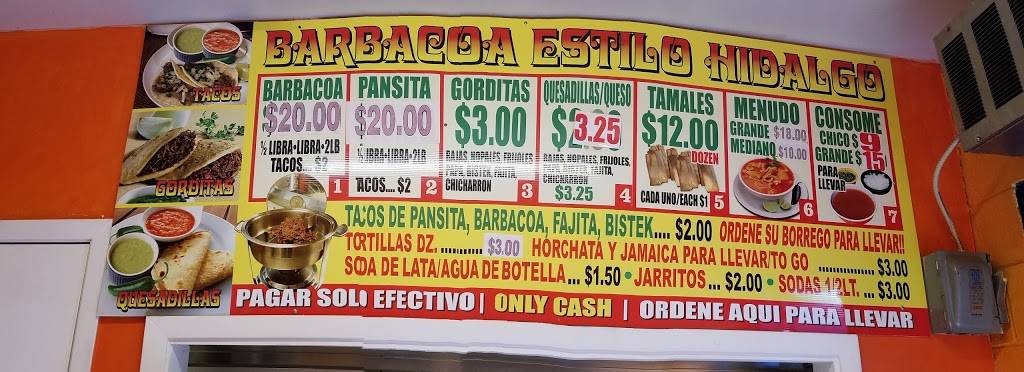 BARBACOA ESTILO HIDALGO
TACOS
GORDITAS
QUESADILLAS
BARBACOA
$20.00
½ LIBRA•LIBRA•2LB
TACOS.... $2
1
PANSITA
$20.00
LIBRA•LIBRA•2LB
TACOS.... $2
2
GORDITAS
$3.00
RAJAS, NOPALES, FRIJOLES,
PAPA, BISTEK, FAJITA,
CHICHARRON
3
QUESADILLAS/QUESO
$ 3.25
RAJAS, NOPALES, FRIJOLES,
PAPA, BISTEK, FAJITA,
CHICHARRON
$3.25
4
TAMALES
$12.00
DOZEN
CADA UNO/EACH $1
5
MENUDO
GRANDE $18.00
MEDIANO $10.00
6
CONSOME
CHICO $ 9
GRANDE $ 15
PARA
LLEVAR
7
TACOS DE PANSITA, BARBACOA, FAJITA, BISTEK.... $2.00 ORDENE SU BORREGO PARA LLEVAR!!
TORTILLAS DZ. ........... $3.00 HORCHATA Y JAMAICA PARA LLEVAR/TO GO ............... $3.00
SODA DE LATA/AGUA DE BOTELLA... $1.50 • JARRITOS... $2.00 • SODAS 1/2LT. ... $3.00
PAGAR SOLO EFECTIVO | ONLY CASH | ORDENE AQUI PARA LLEVAR